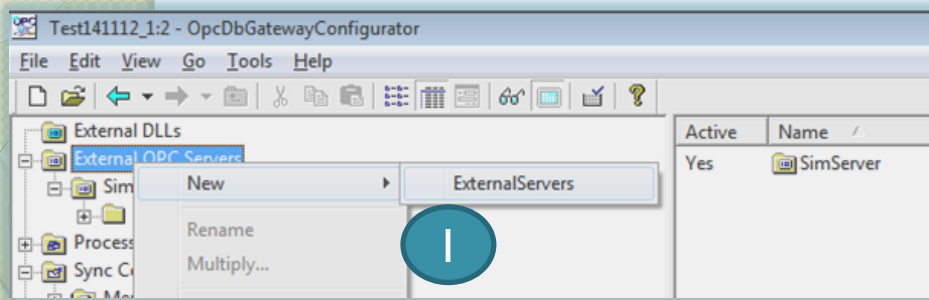 OPC
Test141112_1:2 - OpcDbGatewayConfigurator
File Edit View Go Tools Help
External DLLs
External OPC Servers
Sim
Process
Sync C
New
ExternalServers
Rename
Multiply...
I
Active Name
Yes SimServer